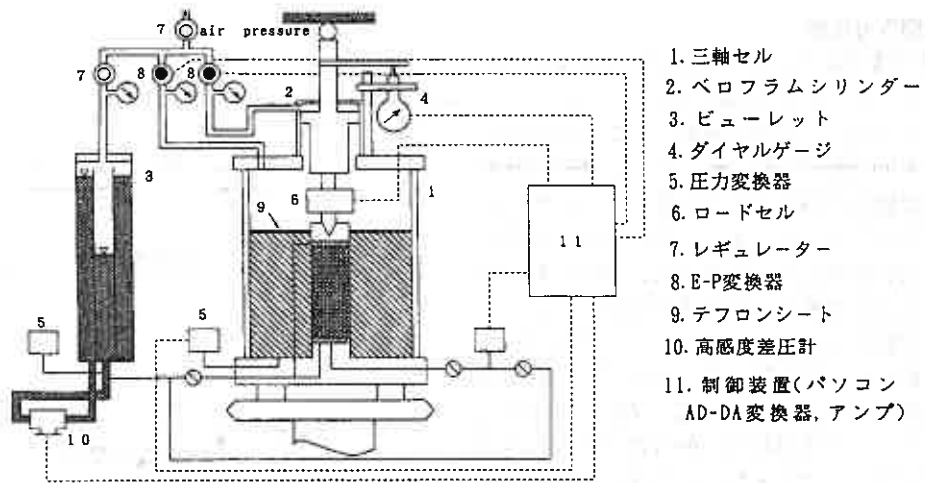 7 air pressure
7
8
8
2
4
3
1
6
9
11
5
5
10
1. 三軸セル
2. ベロフラムシリンダー
3. ビューレット
4. ダイヤルゲージ
5. 圧力変換器
6. ロードセル
7. レギュレーター
8. E-P変換器
9. テフロンシート
10. 高感度差圧計
11. 制御装置(パソコン
AD-DA変換器, アンプ)